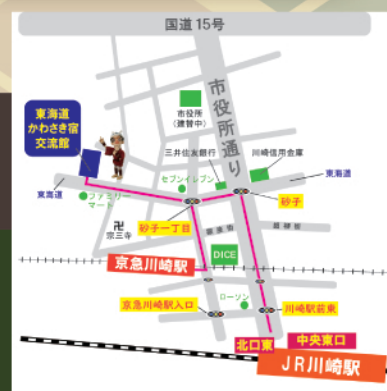 国道15号
市役所通り
市役所
(建替中)
東海道
かわさき宿
交流館
三井住友銀行
川崎信用金庫
セブンイレブン
東海道
東海道
ファミリー
マート
砂子
卍
宗三寺
砂子一丁目
DICE
京急川崎駅
京急川崎駅入口
ローソン
川崎駅前東
北口東
中央東口
JR川崎駅